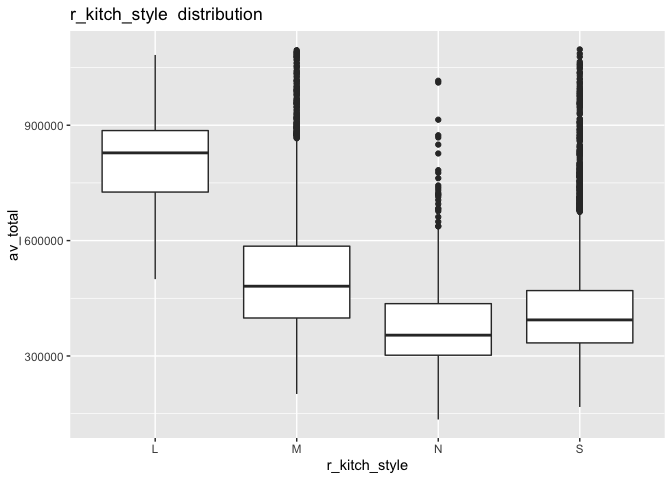 r_kitch_style distribution
900000
600000
300000
av_total
L M N S
r_kitch_style